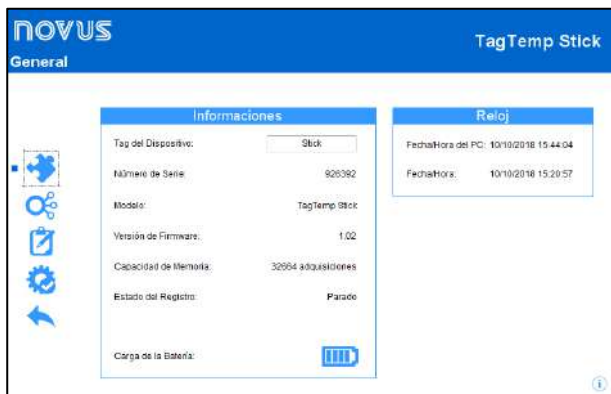 novus
TagTemp Stick
General
Informaciones
Tag del Dispositivo: Stick
Número de Serie: 926392
Modelo: TagTemp Stick
Versión de Firmware: 1.02
Capacidad de Memoria: 32664 adquisiciones
Estado del Registro: Parado
Carga de la Batería:
Reloj
Fecha/Hora del PC: 10/10/2018 15:44:04
Fecha/Hora: 10/10/2018 15:20:57